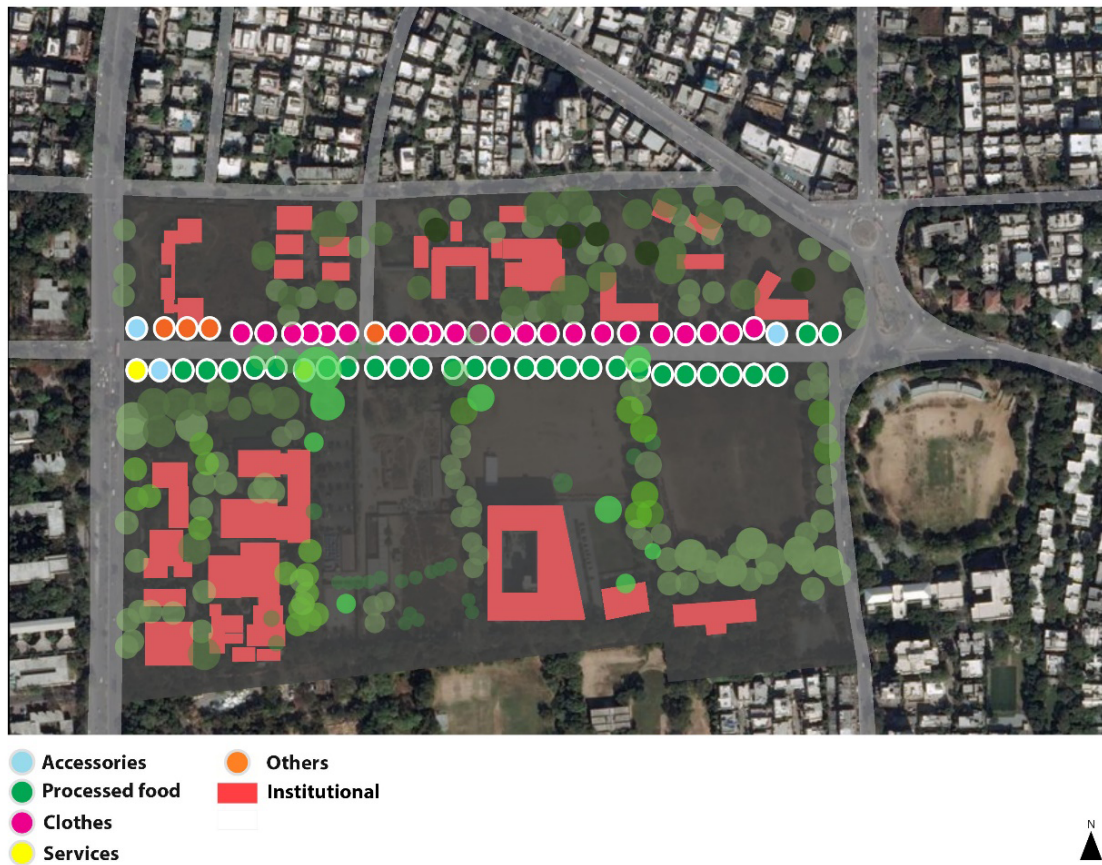 Accessories
Processed food
Clothes
Services
Others
Institutional
N